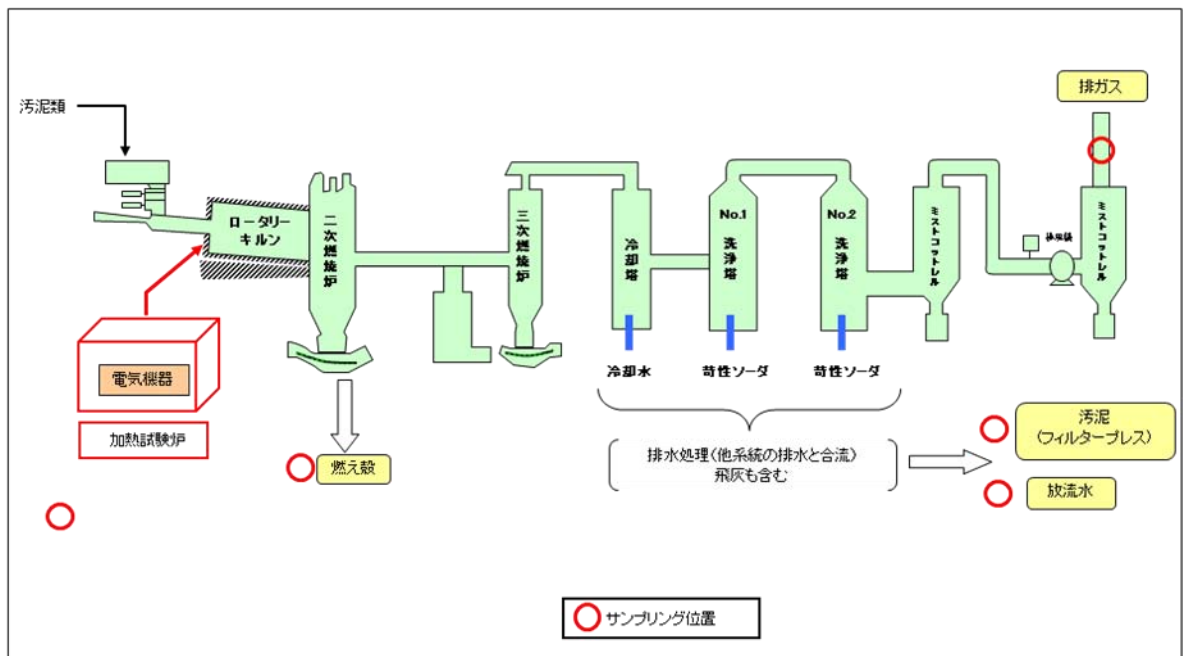 排ガス
汚泥類
ロータリー
キルン
二次燃焼炉
三次燃焼炉
冷却塔
No.1
洗浄塔
No.2
洗浄塔
ミストコットレル
ミストコットレル
冷却水
苛性ソーダ
苛性ソーダ
電気機器
加熱試験炉
燃え殻
排水処理(他系統の排水と合流)
飛灰も含む
汚泥
(フィルタープレス)
放流水
サンプリング位置